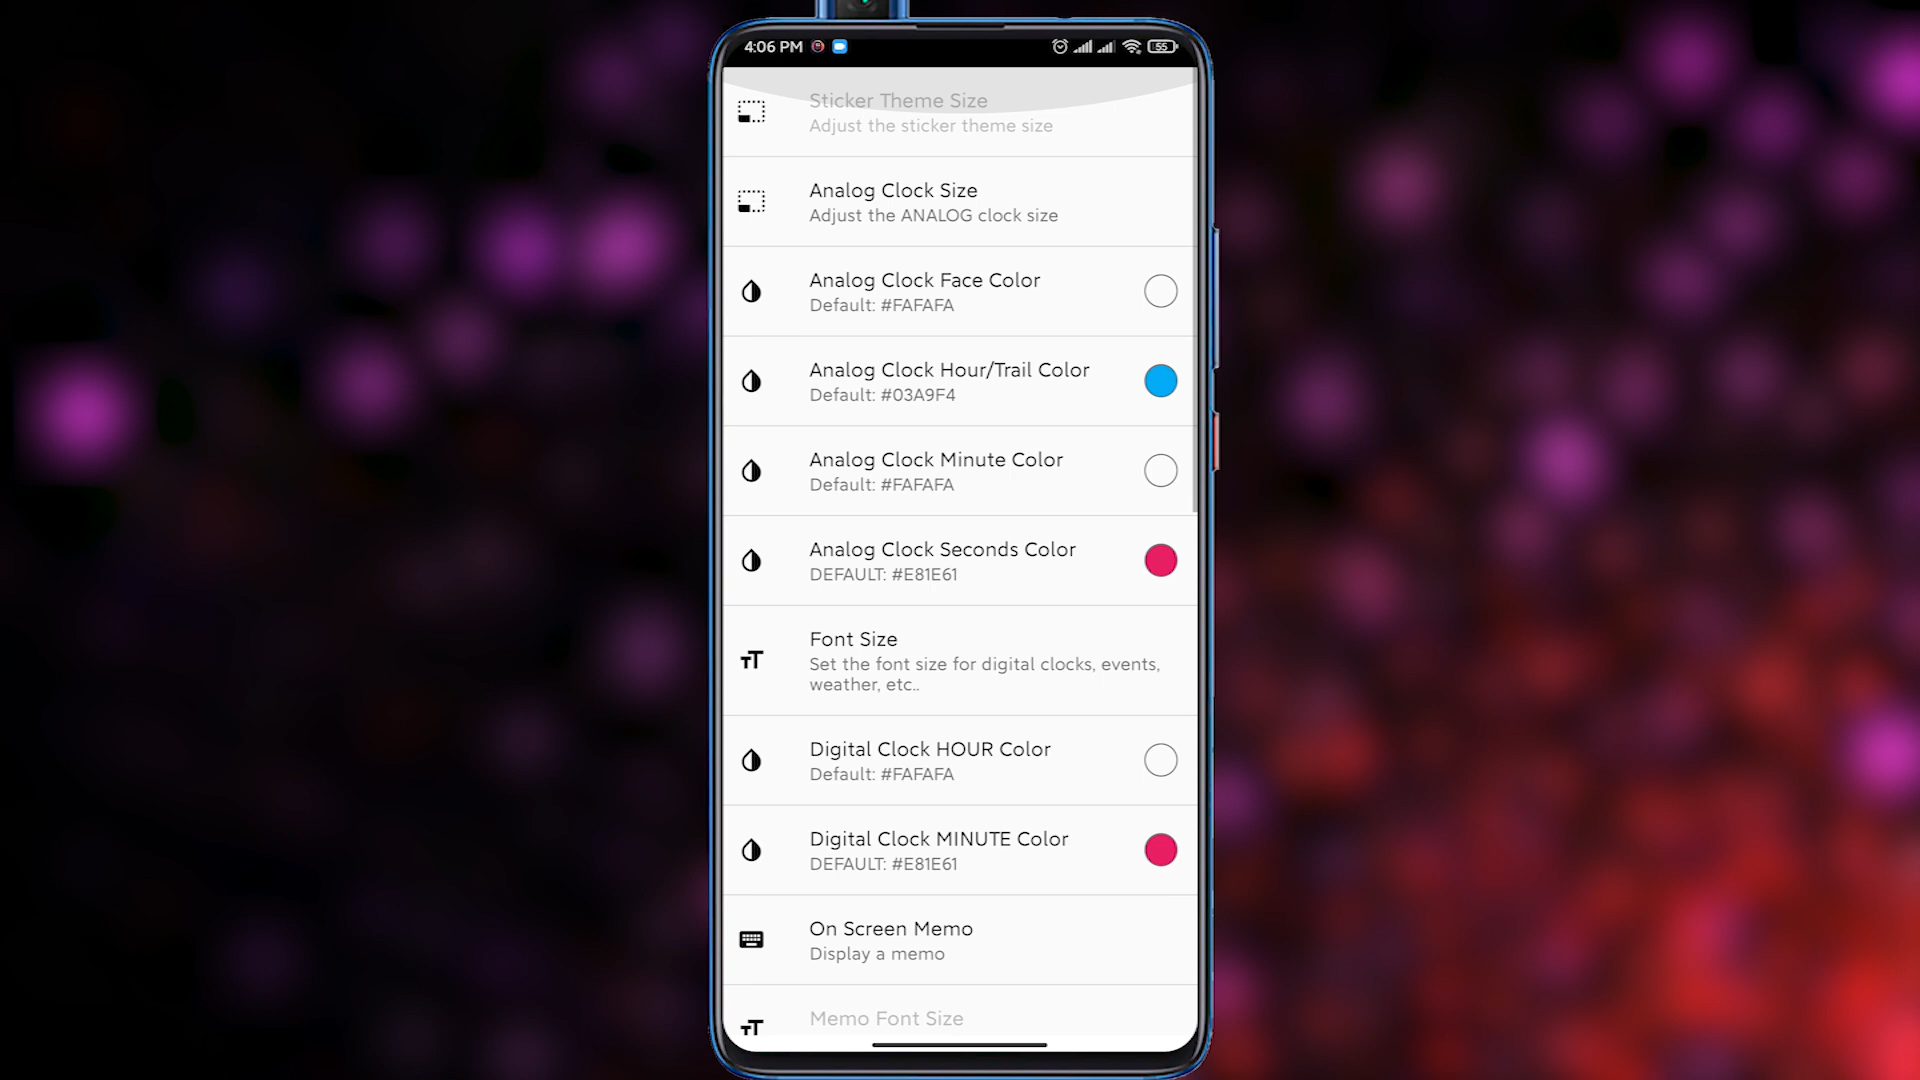 4:06 PM
55
Sticker Theme Size
Adjust the sticker theme size
Analog Clock Size
Adjust the ANALOG clock size
Analog Clock Face Color
Default: #FAFAFA
Analog Clock Hour/Trail Color
Default: #03A9F4
Analog Clock Minute Color
Default: #FAFAFA
Analog Clock Seconds Color
DEFAULT: #E81E61
Font Size
Set the font size for digital clocks, events,
weather, etc..
Digital Clock HOUR Color
Default: #FAFAFA
Digital Clock MINUTE Color
DEFAULT: #E81E61
On Screen Memo
Display a memo
Memo Font Size